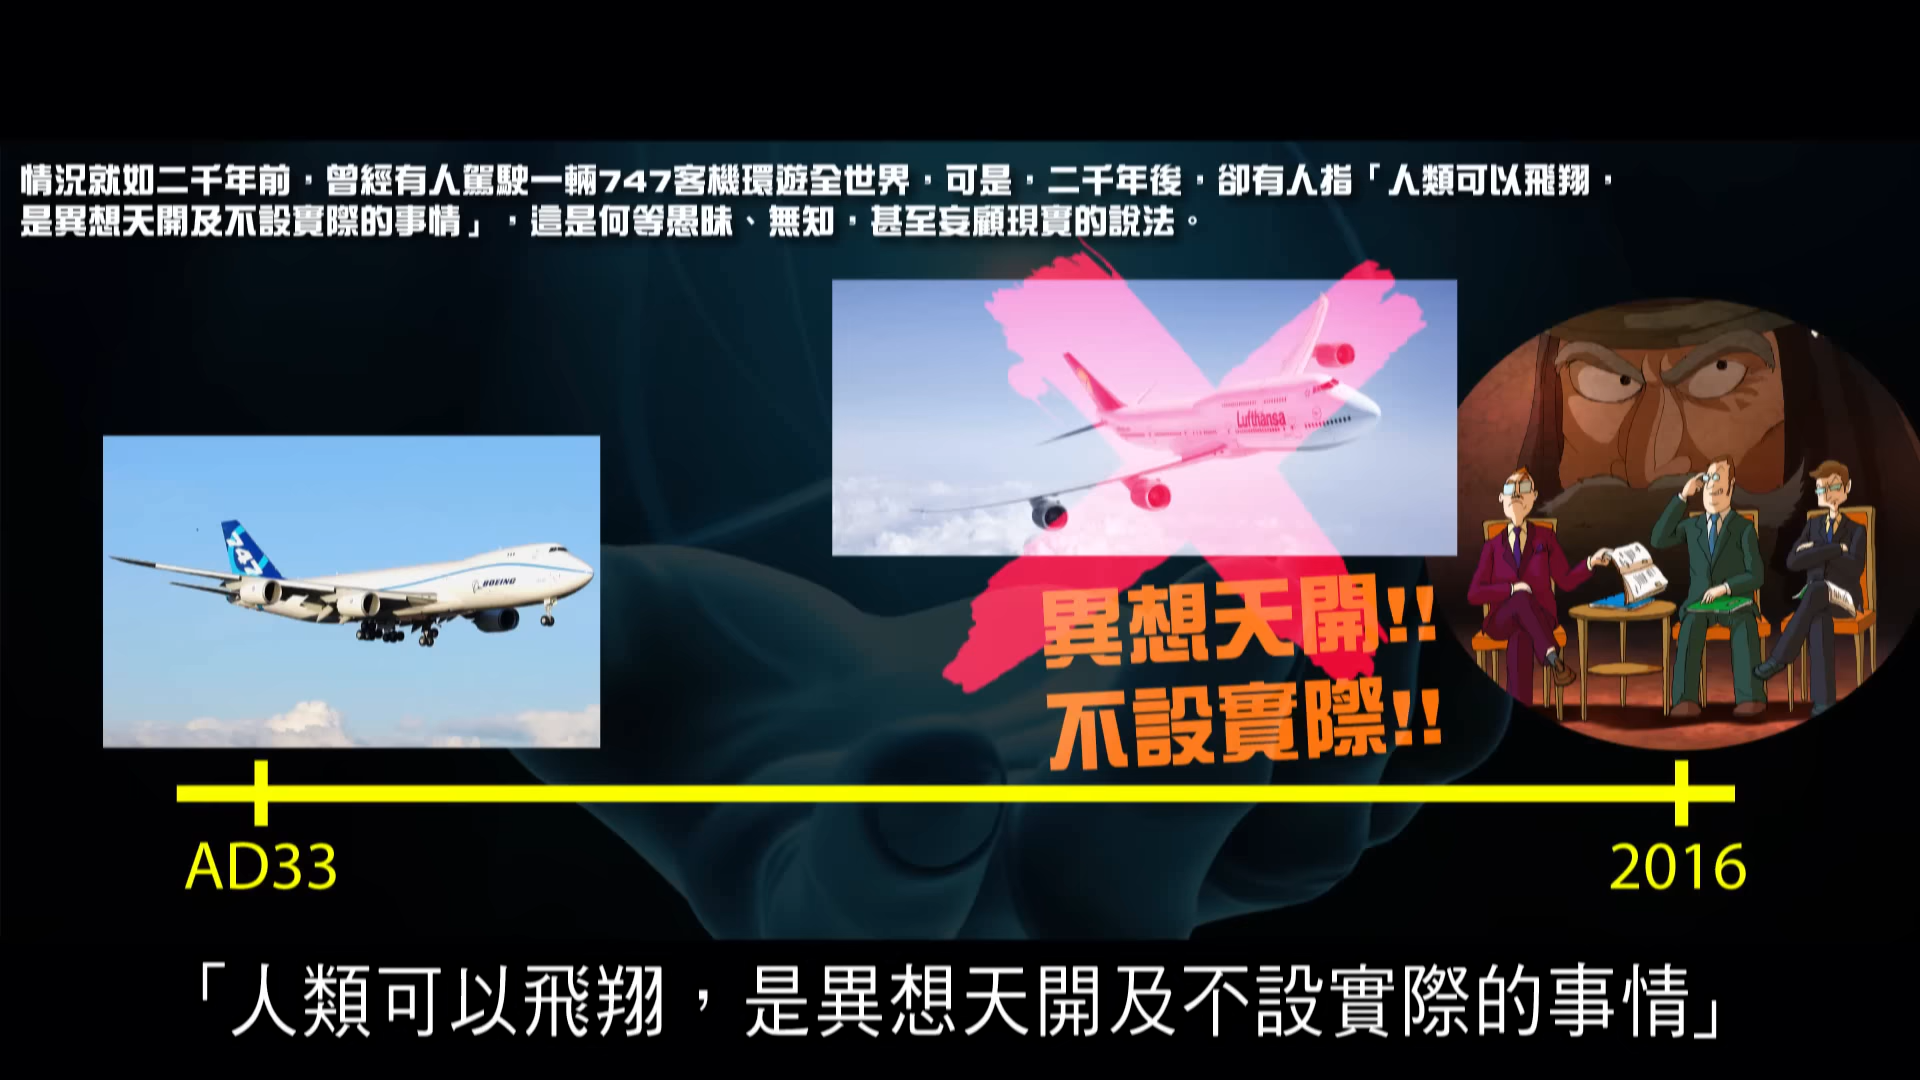 情況就如二千年前，曾經有人駕駛一輛747客機環遊全世界，可是，二千年後，卻有人指「人類可以飛翔，
是異想天開及不設實際的事情」，這是何等愚昧、無知，甚至妄顧現實的說法。
747
BOEING
Lufthansa
異想天開!!
不設實際!!
AD33
2016
「人類可以飛翔，是異想天開及不設實際的事情」